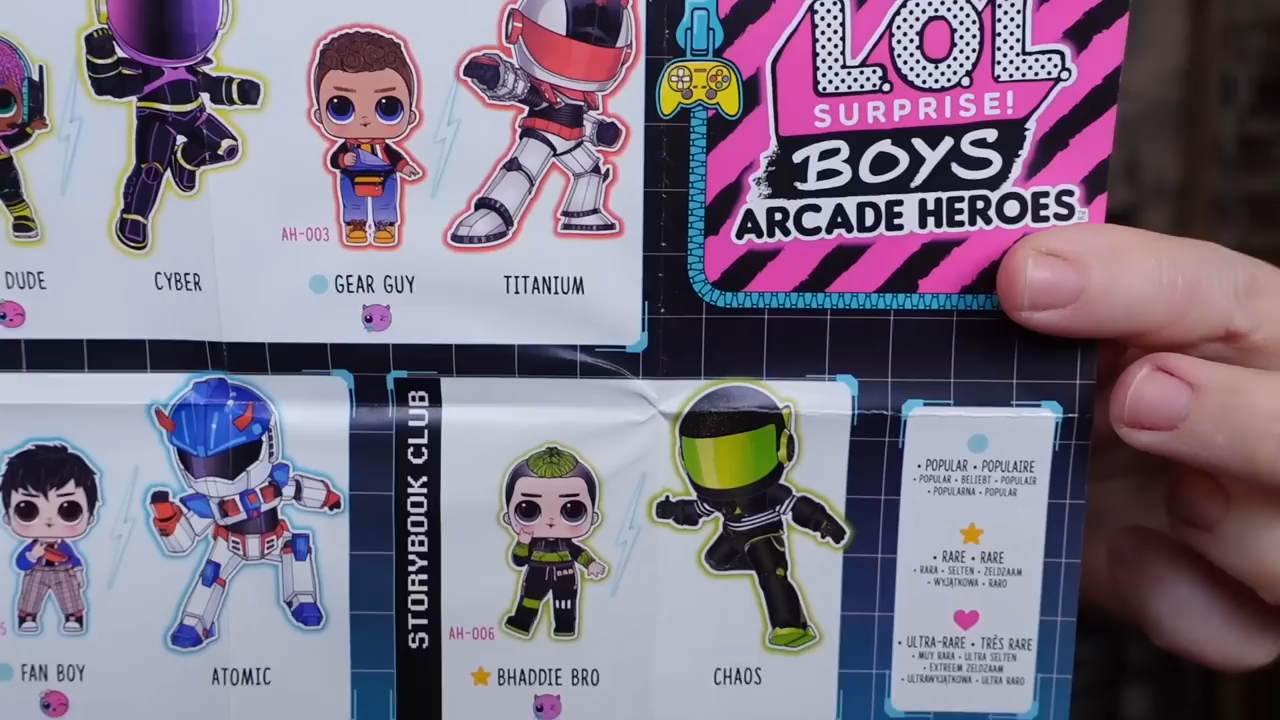 L.O.L.
SURPRISE!
BOYS
ARCADE HEROES
AH-003
DUDE
CYBER
GEAR GUY
TITANIUM
STORYBOOK CLUB
AH-006
BAD
FAN BOY
ATOMIC
BHADDIE BRO
CHAOS
• POPULAR • POPULAIRE
• POPULAR • BELIEBT • POPULAIR
• POPULARNA • POPULAR
• RARE • RARE
• RARA • SELTEN • ZELDZAAM
• WYJĄTKOWA • RARO
• ULTRA-RARE • TRÈS RARE
• MUY RARA • ULTRA SELTEN
• EXTREEM ZELDZAAM
• ULTRAWYJĄTKOWA • ULTRA RARO